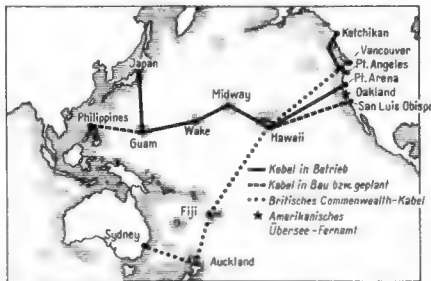 Ketchikan
Vancouver
Pt. Angeles
Pt. Arena
Oakland
San Luis Obispo
Japan
Midway
Philippines
Guam
Wake
Hawaii
Kabel in Betrieb
Kabel in Bau bzw. geplant
Britisches Commonwealth-Kabel
Amerikanisches
Übersee-Fernamt
Fiji
Sydney
Auckland